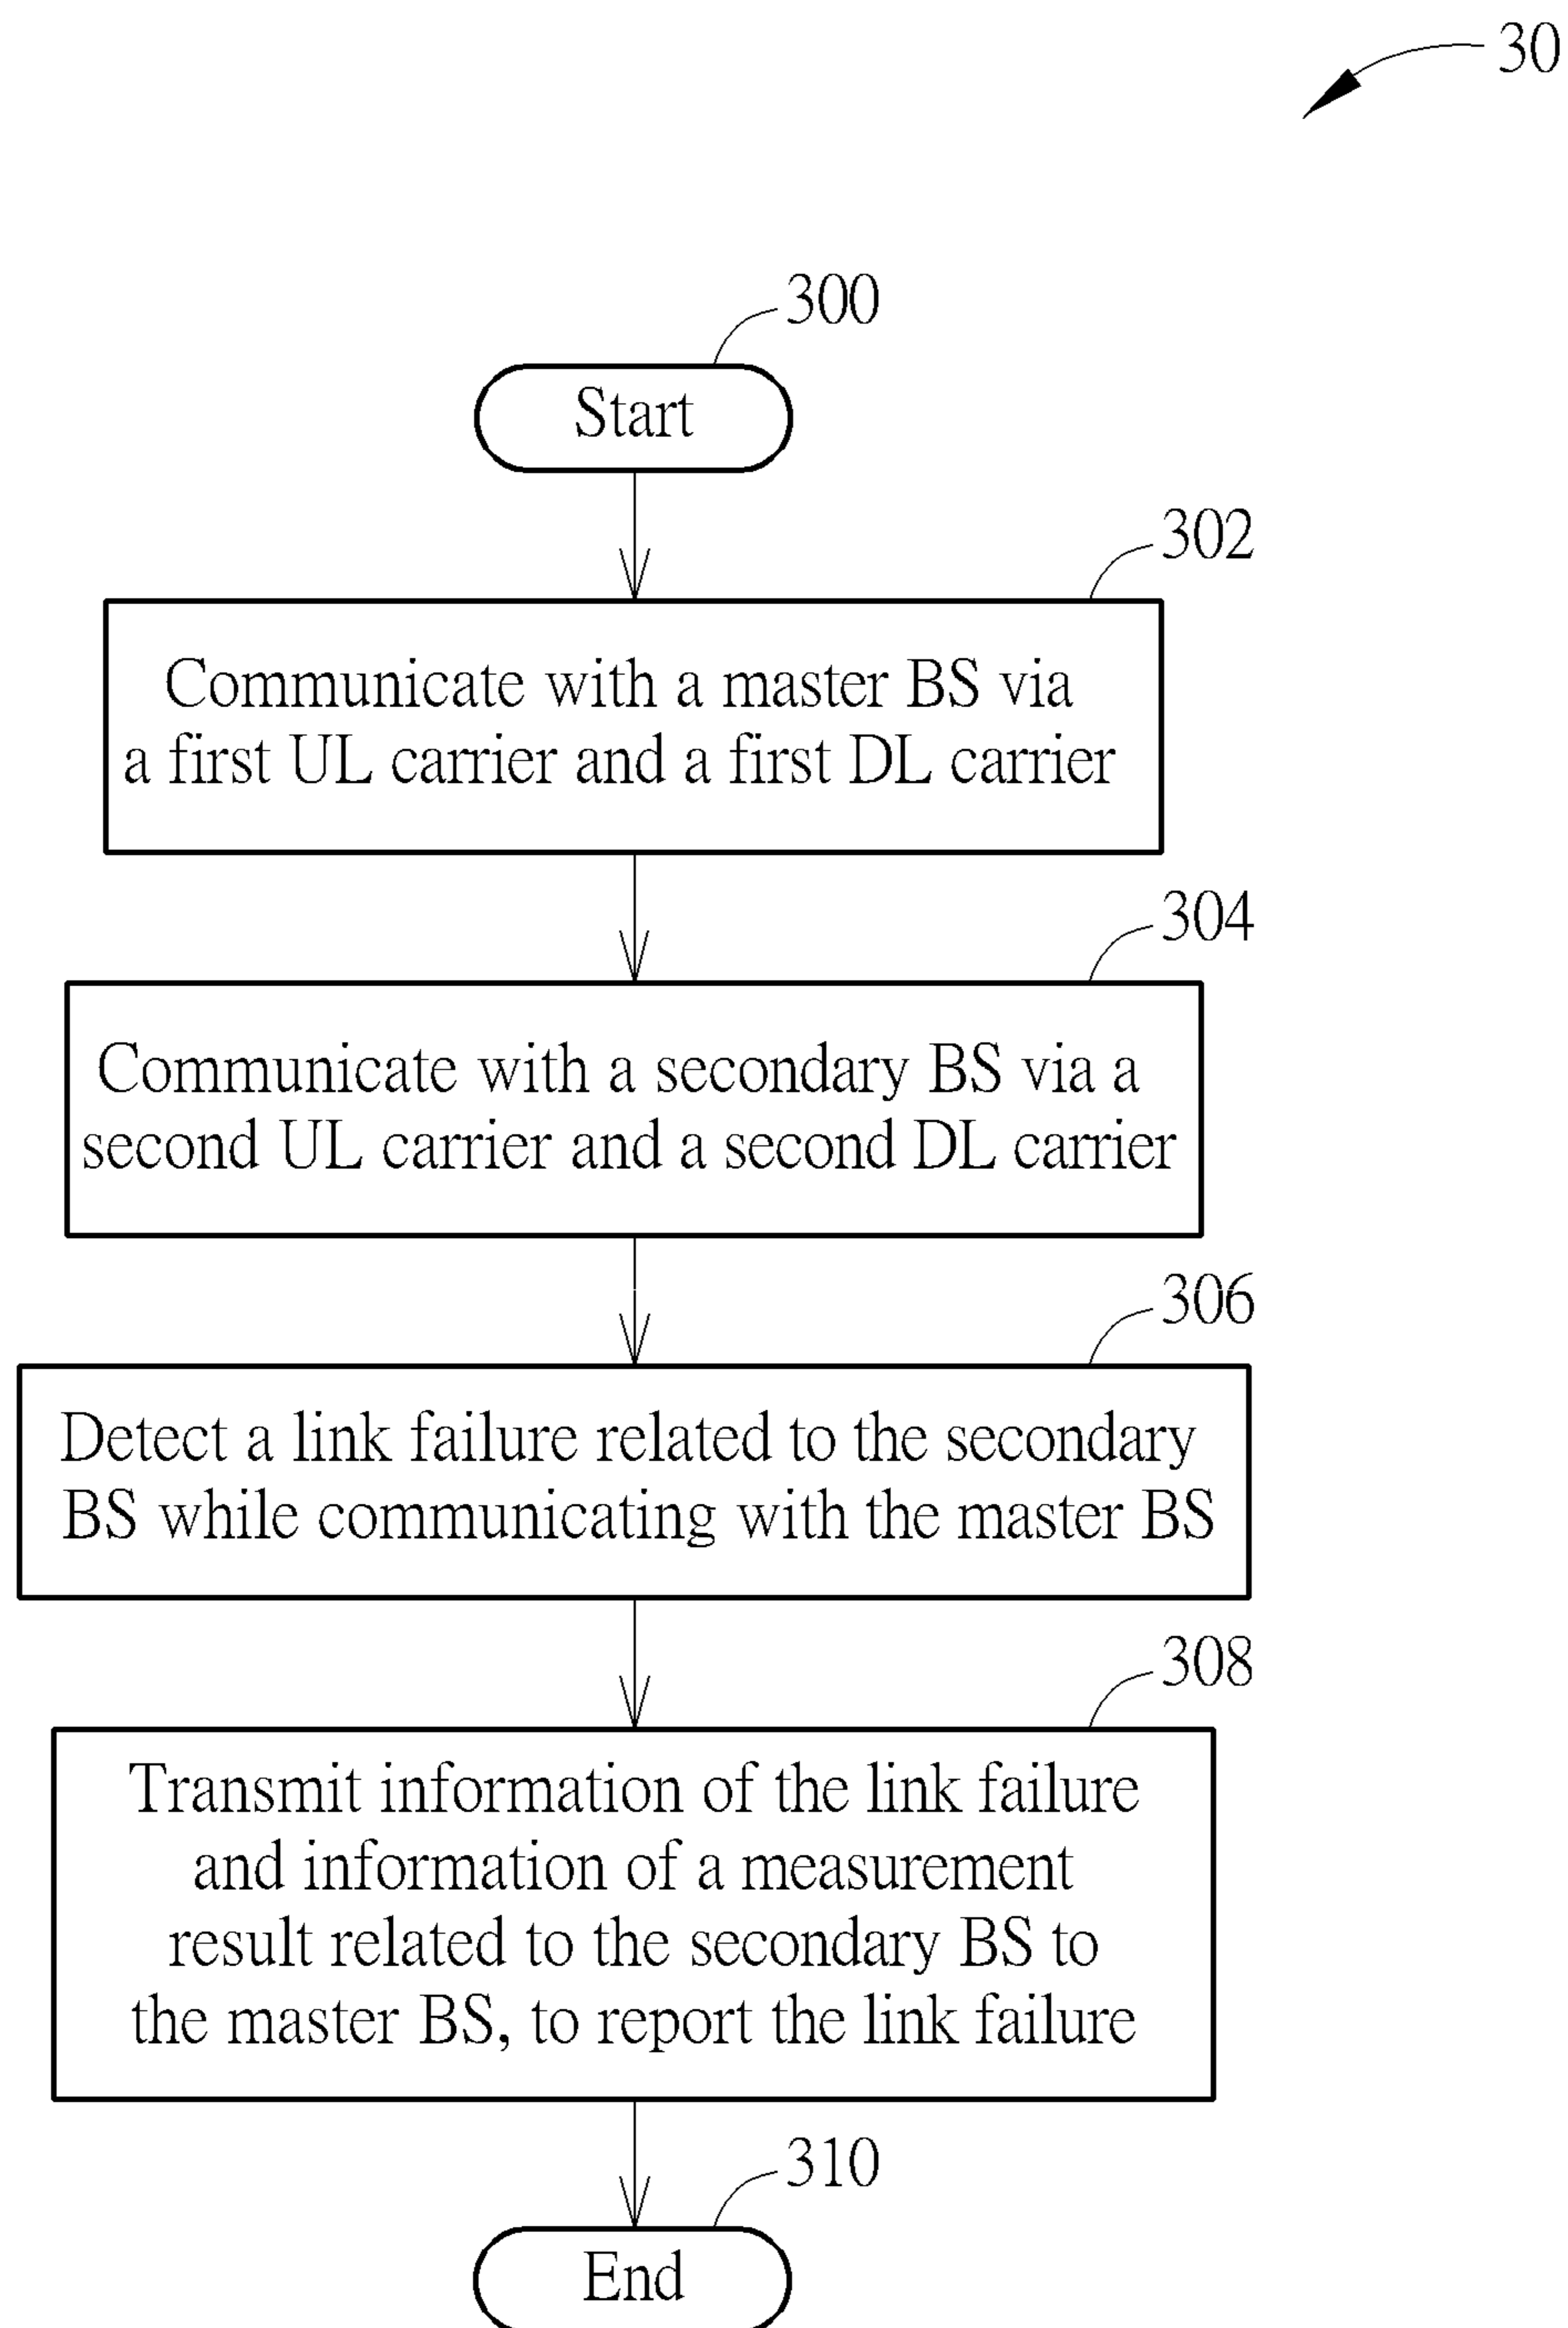 30
300
Start
302
Communicate with a master BS via
a first UL carrier and a first DL carrier
304
Communicate with a secondary BS via a
second UL carrier and a second DL carrier
306
Detect a link failure related to the secondary
BS while communicating with the master BS
308
Transmit information of the link failure
and information of a measurement
result related to the secondary BS to
the master BS, to report the link failure
310
End